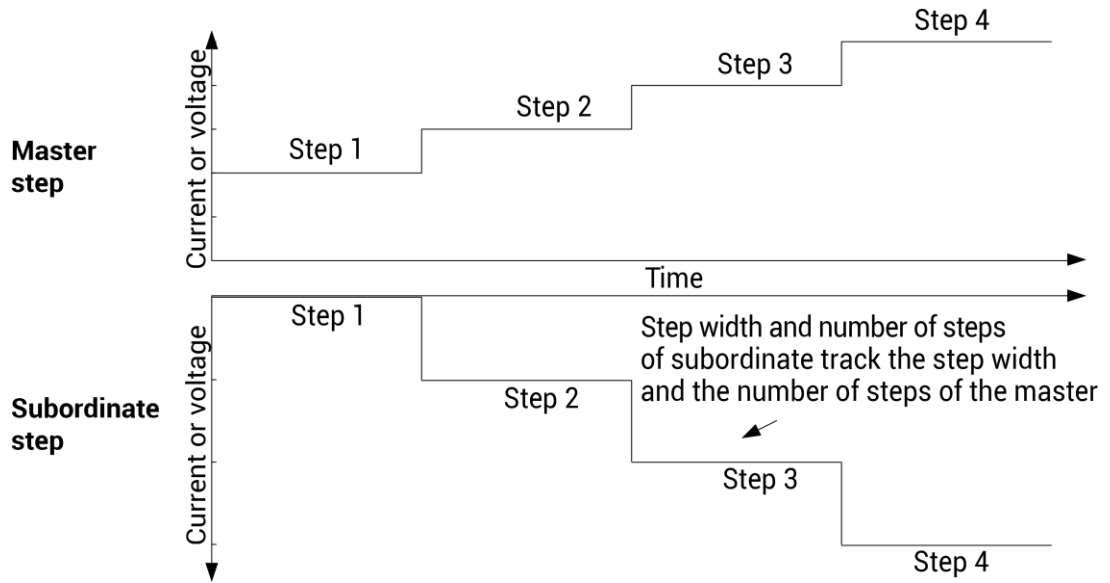 Step 4
Step 3
Step 2
Step 1
Current or voltage
Master
step
Time
Step 1
Step width and number of steps
of subordinate track the step width
and the number of steps of the master
Step 2
Current or voltage
Subordinate
step
Step 3
Step 4